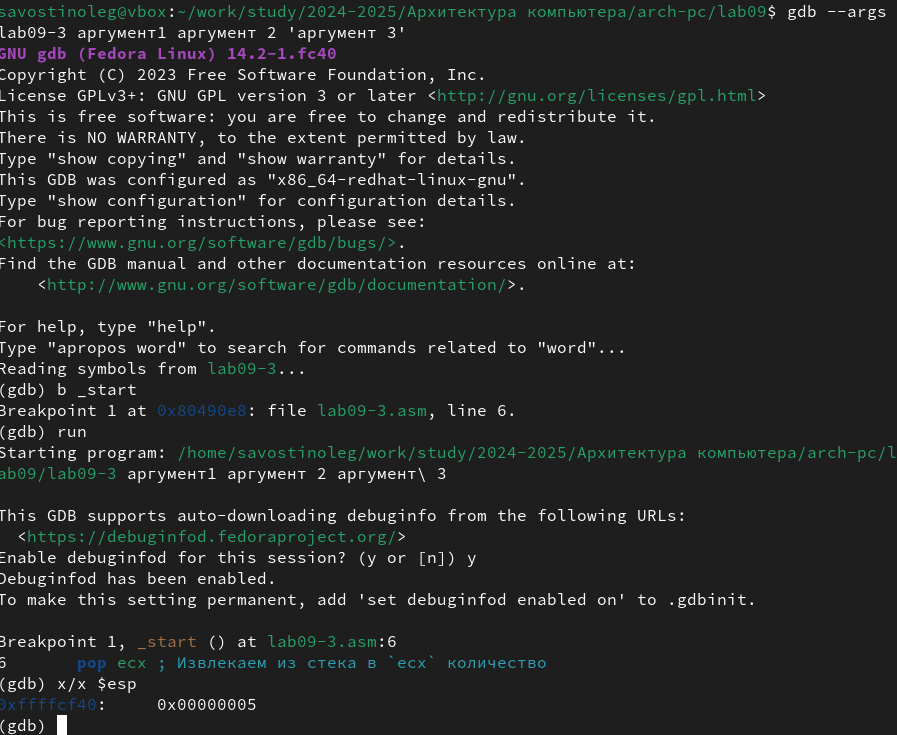 savostinoleg@vbox:~/work/study/2024-2025/Архитектура компьютера/arch-pc/lab09$ gdb --args
lab09-3 аргумент1 аргумент 2 'аргумент 3'
GNU gdb (Fedora Linux) 14.2-1.fc40
Copyright (C) 2023 Free Software Foundation, Inc.
License GPLv3+: GNU GPL version 3 or later <http://gnu.org/licenses/gpl.html>
This is free software: you are free to change and redistribute it.
There is NO WARRANTY, to the extent permitted by law.
Type "show copying" and "show warranty" for details.
This GDB was configured as "x86_64-redhat-linux-gnu".
Type "show configuration" for configuration details.
For bug reporting instructions, please see:
<https://www.gnu.org/software/gdb/bugs/>.
Find the GDB manual and other documentation resources online at:
    <http://www.gnu.org/software/gdb/documentation/>.
For help, type "help".
Type "apropos word" to search for commands related to "word"...
Reading symbols from lab09-3...
(gdb) b _start
Breakpoint 1 at 0x80490e8: file lab09-3.asm, line 6.
(gdb) run
Starting program: /home/savostinoleg/work/study/2024-2025/Архитектура компьютера/arch-pc/l
ab09/lab09-3 аргумент1 аргумент 2 аргумент\ 3
This GDB supports auto-downloading debuginfo from the following URLs:
  <https://debuginfod.fedoraproject.org/>
Enable debuginfod for this session? (y or [n]) y
Debuginfod has been enabled.
To make this setting permanent, add 'set debuginfod enabled on' to .gdbinit.
Breakpoint 1, _start () at lab09-3.asm:6
6       pop ecx ; Извлекаем из стека в `ecx` количество
(gdb) x/x $esp
0xffffcf40:     0x00000005
(gdb)